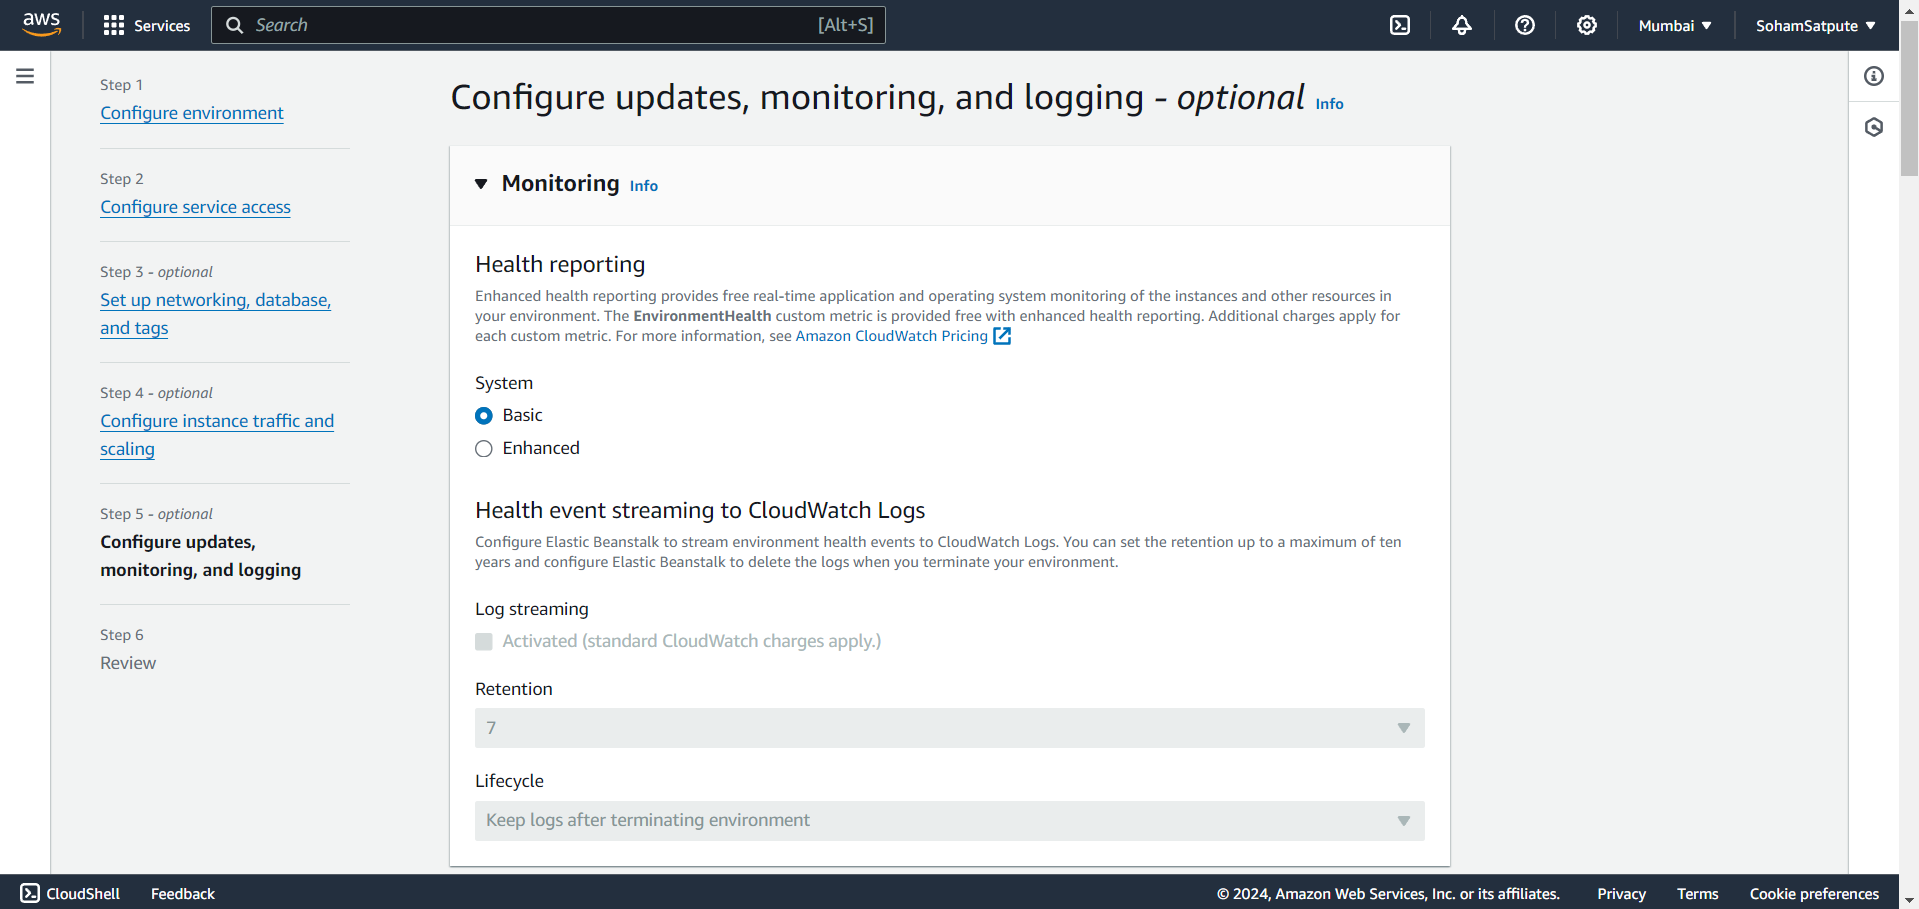 aws
Services
Search
[Alt+S]
Mumbai
SohamSatpute
Step 1
Configure environment
Step 2
Configure service access
Step 3 - optional
Set up networking, database,
and tags
Step 4 - optional
Configure instance traffic and
scaling
Step 5 - optional
Configure updates,
monitoring, and logging
Step 6
Review
Configure updates, monitoring, and logging - optional Info
Monitoring Info
Health reporting
Enhanced health reporting provides free real-time application and operating system monitoring of the instances and other resources in
your environment. The EnvironmentHealth custom metric is provided free with enhanced health reporting. Additional charges apply for
each custom metric. For more information, see Amazon CloudWatch Pricing
System
Basic
Enhanced
Health event streaming to CloudWatch Logs
Configure Elastic Beanstalk to stream environment health events to CloudWatch Logs. You can set the retention up to a maximum of ten
years and configure Elastic Beanstalk to delete the logs when you terminate your environment.
Log streaming
Activated (standard CloudWatch charges apply.)
Retention
7
Lifecycle
Keep logs after terminating environment
CloudShell
Feedback
© 2024, Amazon Web Services, Inc. or its affiliates.
Privacy
Terms
Cookie preferences